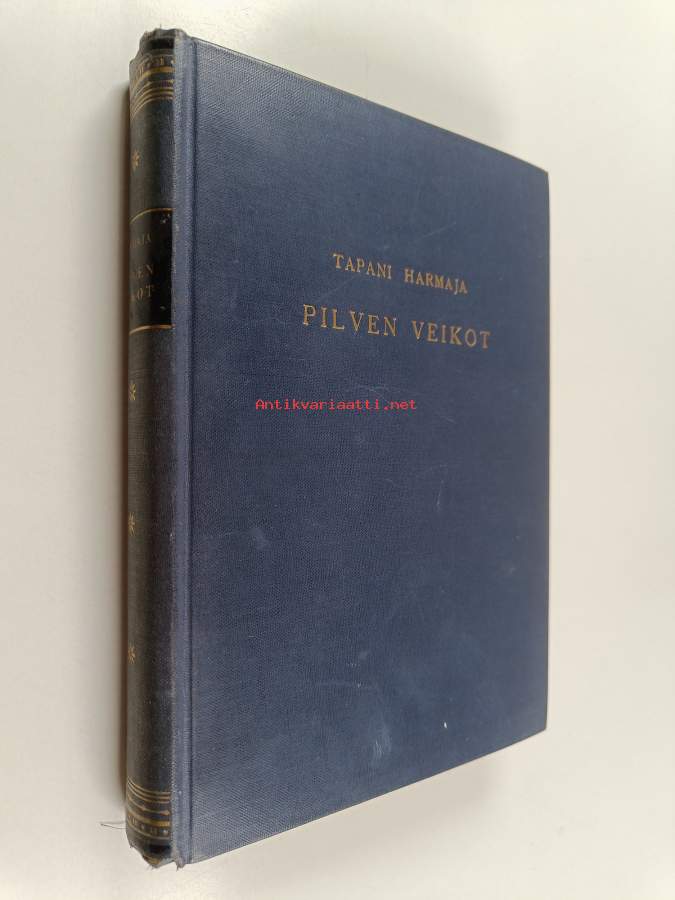 TAPANI HARMAJA
PILVEN VEIKOT
Antikvariaatti.net